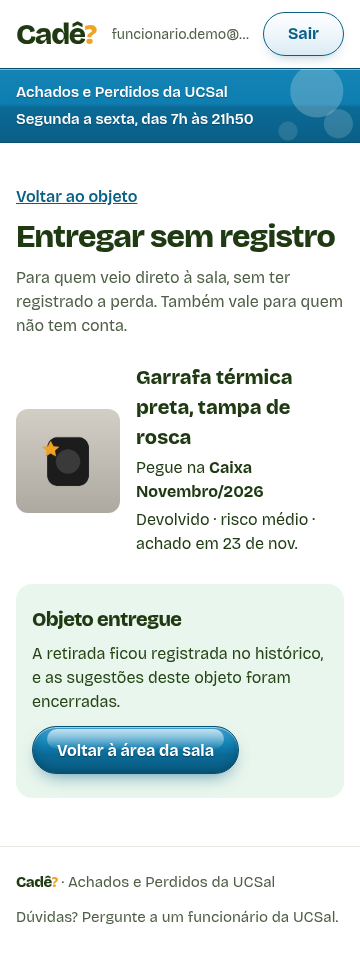 Cadê?
funcionario.demo@...
Sair
Achados e Perdidos da UCSal
Segunda a sexta, das 7h às 21h50
Voltar ao objeto
Entregar sem registro
Para quem veio direto à sala, sem ter
registrado a perda. Também vale para quem
não tem conta.
Garrafa térmica
preta, tampa de
rosca
Pegue na Caixa
Novembro/2026
Devolvido · risco médio ·
achado em 23 de nov.
Objeto entregue
A retirada ficou registrada no histórico,
e as sugestões deste objeto foram
encerradas.
Voltar à área da sala
Cadê? · Achados e Perdidos da UCSal
Dúvidas? Pergunte a um funcionário da UCSal.